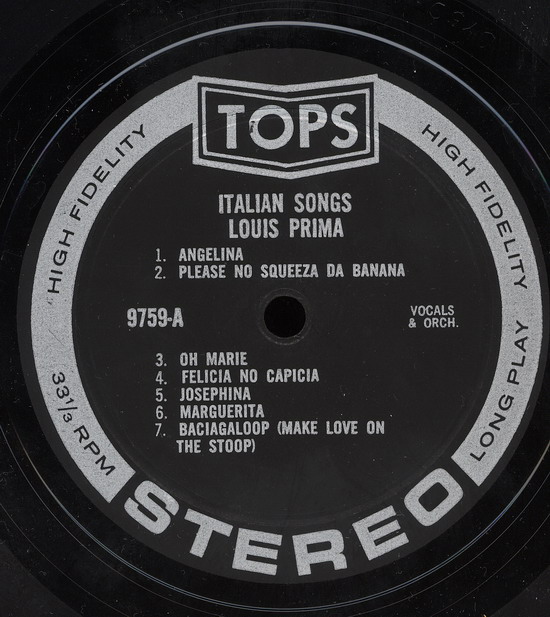 TOPS
HIGH FIDELITY
HIGH FIDELITY
ITALIAN SONGS
LOUIS PRIMA
1. ANGELINA
2. PLEASE NO SQUEEZA DA BANANA
9759-A
VOCALS
& ORCH.
3. OH MARIE
4. FELICIA NO CAPICIA
5. JOSEPHINA
6. MARGUERITA
7. BACIAGALOOP (MAKE LOVE ON
THE STOOP)
33 1/3 RPM
LONG PLAY
STEREO